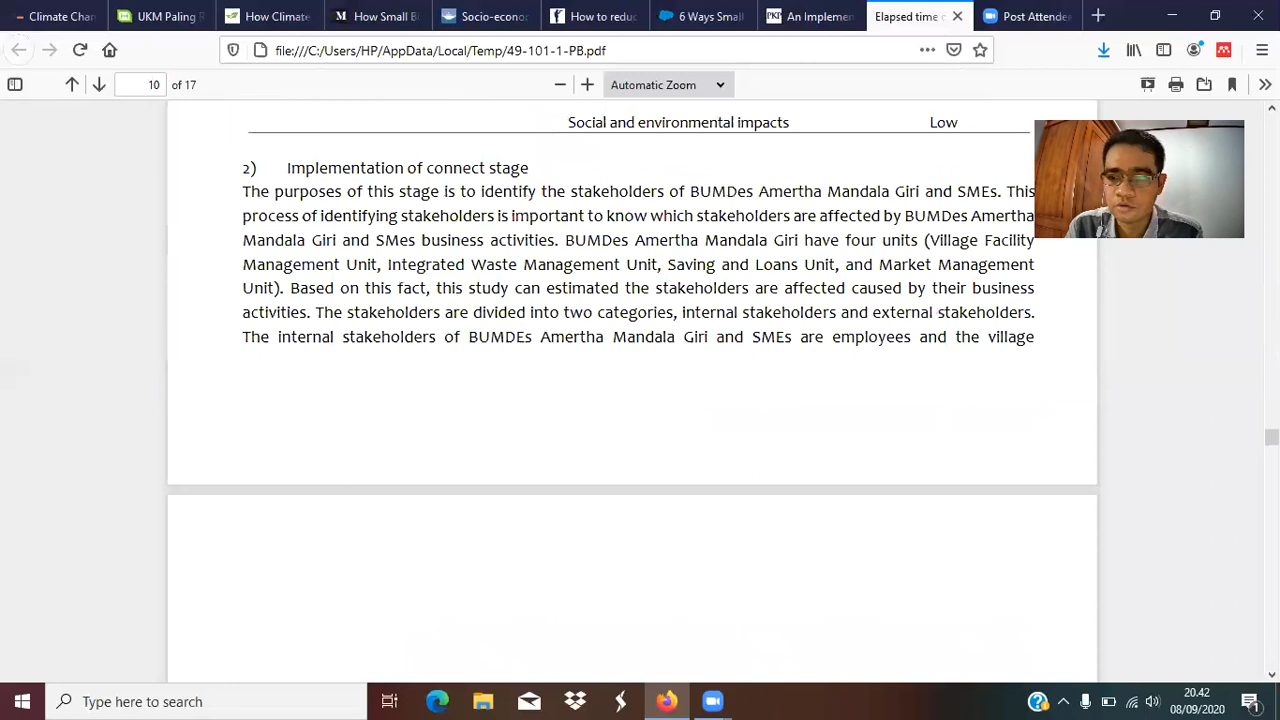 Climate Chan
UKM Paling R
How Climate
How Small Bu
Socio-econo
How to reduc
6 Ways Small
PKP An Implemen
Elapsed time o
Post Attendee
file:///C:/Users/HP/AppData/Local/Temp/49-101-1-PB.pdf
10 of 17
Automatic Zoom
Social and environmental impacts Low
2) Implementation of connect stage
The purposes of this stage is to identify the stakeholders of BUMDes Amertha Mandala Giri and SMEs. This
process of identifying stakeholders is important to know which stakeholders are affected by BUMDes Amertha
Mandala Giri and SMes business activities. BUMDes Amertha Mandala Giri have four units (Village Facility
Management Unit, Integrated Waste Management Unit, Saving and Loans Unit, and Market Management
Unit). Based on this fact, this study can estimated the stakeholders are affected caused by their business
activities. The stakeholders are divided into two categories, internal stakeholders and external stakeholders.
The internal stakeholders of BUMDEs Amertha Mandala Giri and SMEs are employees and the village
Type here to search
20.42
08/09/2020
1